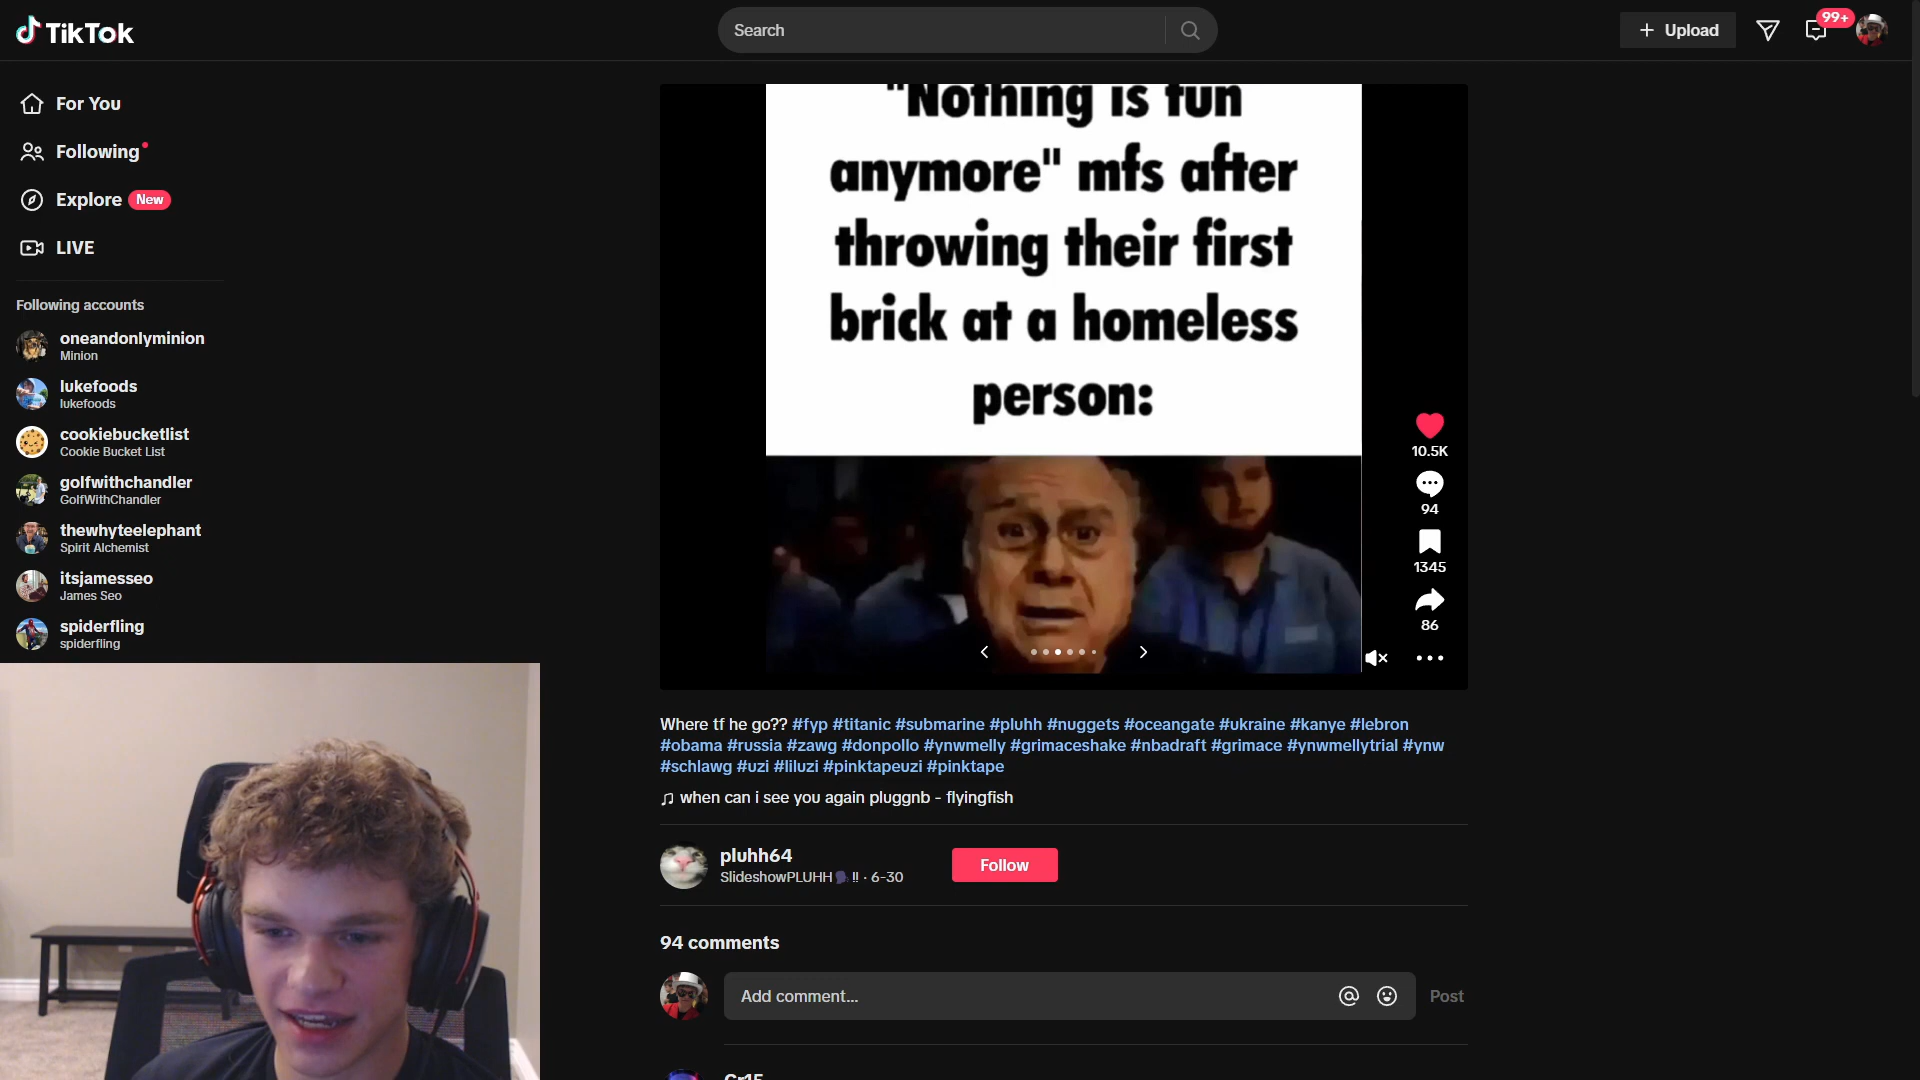 TikTok
Search
Upload
99+
For You
Following
Explore New
LIVE
Following accounts
oneandonlyminion
Minion
lukefoods
lukefoods
cookiebucketlist
Cookie Bucket List
golfwithchandler
GolfWithChandler
thewhyteelephant
Spirit Alchemist
itsjamesseo
James Seo
spiderfling
spiderfling
"Nothing is fun
anymore" mfs after
throwing their first
brick at a homeless
person:
10.5K
94
1345
86
Where tf he go?? #fyp #titanic #submarine #pluhh #nuggets #oceangate #ukraine #kanye #lebron
#obama #russia #zawg #donpollo #ynwmelly #grimaceshake #nbadraft #grimace #ynwmellytrial #ynw
#schlawg #uzi #liluzi #pinktapeuzi #pinktape
when can i see you again pluggnb - flyingfish
pluhh64
SlideshowPLUHH🗣‼ · 6-30
Follow
94 comments
Add comment...
Post